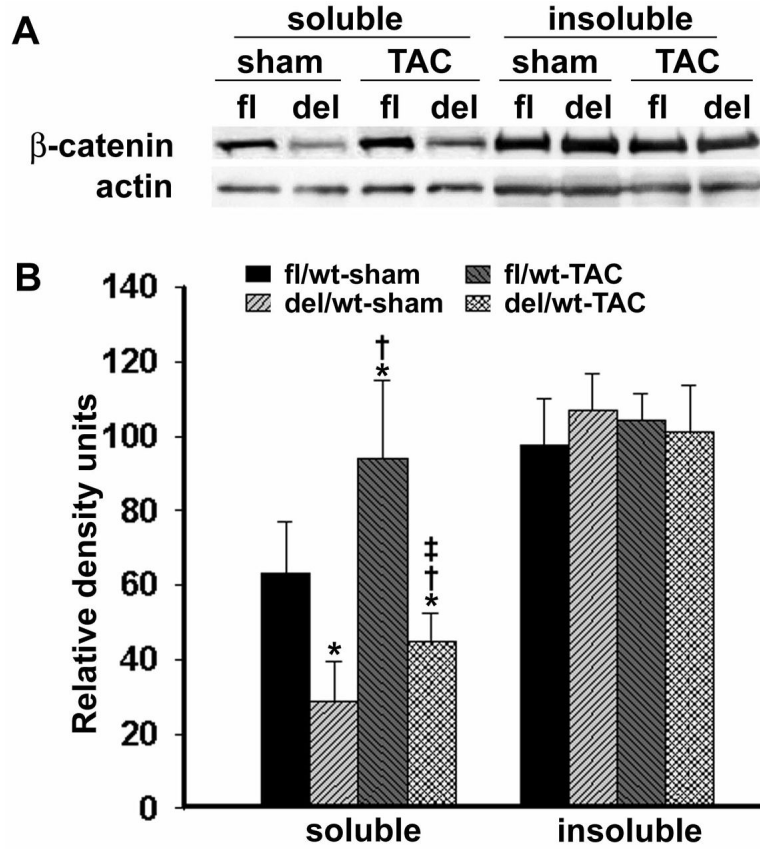 A
soluble insoluble
sham TAC sham TAC
fl del fl del fl del fl del
β-catenin
actin
B
140
120
100
80
60
40
20
0
Relative density units
fl/wt-sham fl/wt-TAC
del/wt-sham del/wt-TAC
†
*
*
‡
†
*
soluble insoluble